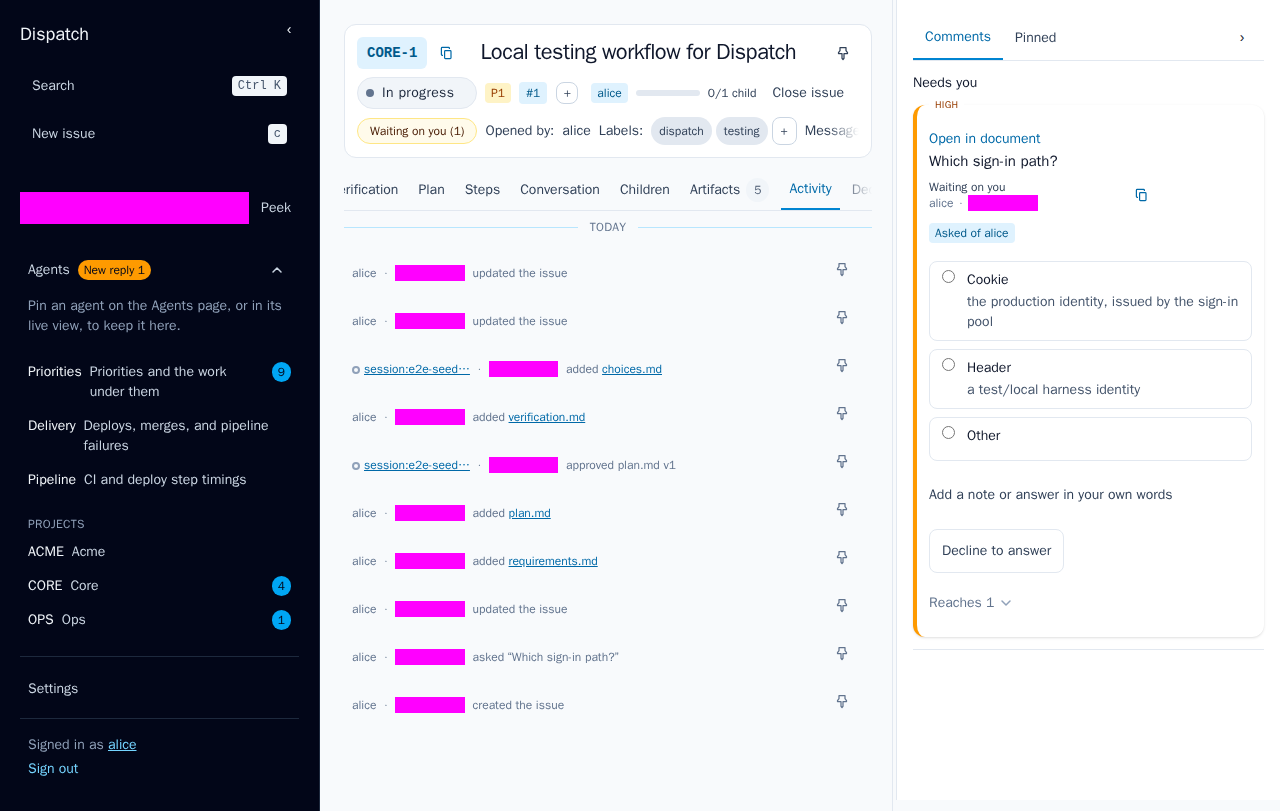 Dispatch
Search
Ctrl K
New issue
C
Peek
Agents
New reply 1
Pin an agent on the Agents page, or in its
live view, to keep it here.
Priorities Priorities and the work
under them
9
Delivery Deploys, merges, and pipeline
failures
Pipeline CI and deploy step timings
PROJECTS
ACME Acme
CORE Core
4
OPS Ops
1
Settings
Signed in as alice
Sign out
CORE-1
Local testing workflow for Dispatch
In progress
P1
#1
+
alice
0/1 child
Close issue
Waiting on you (1)
Opened by: alice Labels:
dispatch
testing
+
Message
erification
Plan
Steps
Conversation
Children
Artifacts 5
Activity
De
TODAY
alice · updated the issue
alice · updated the issue
session:e2e-seed… · added choices.md
alice · added verification.md
session:e2e-seed… · approved plan.md v1
alice · added plan.md
alice · added requirements.md
alice · updated the issue
alice · asked “Which sign-in path?”
alice · created the issue
Comments
Pinned
Needs you
HIGH
Open in document
Which sign-in path?
Waiting on you
alice ·
Asked of alice
Cookie
the production identity, issued by the sign-in
pool
Header
a test/local harness identity
Other
Add a note or answer in your own words
Decline to answer
Reaches 1